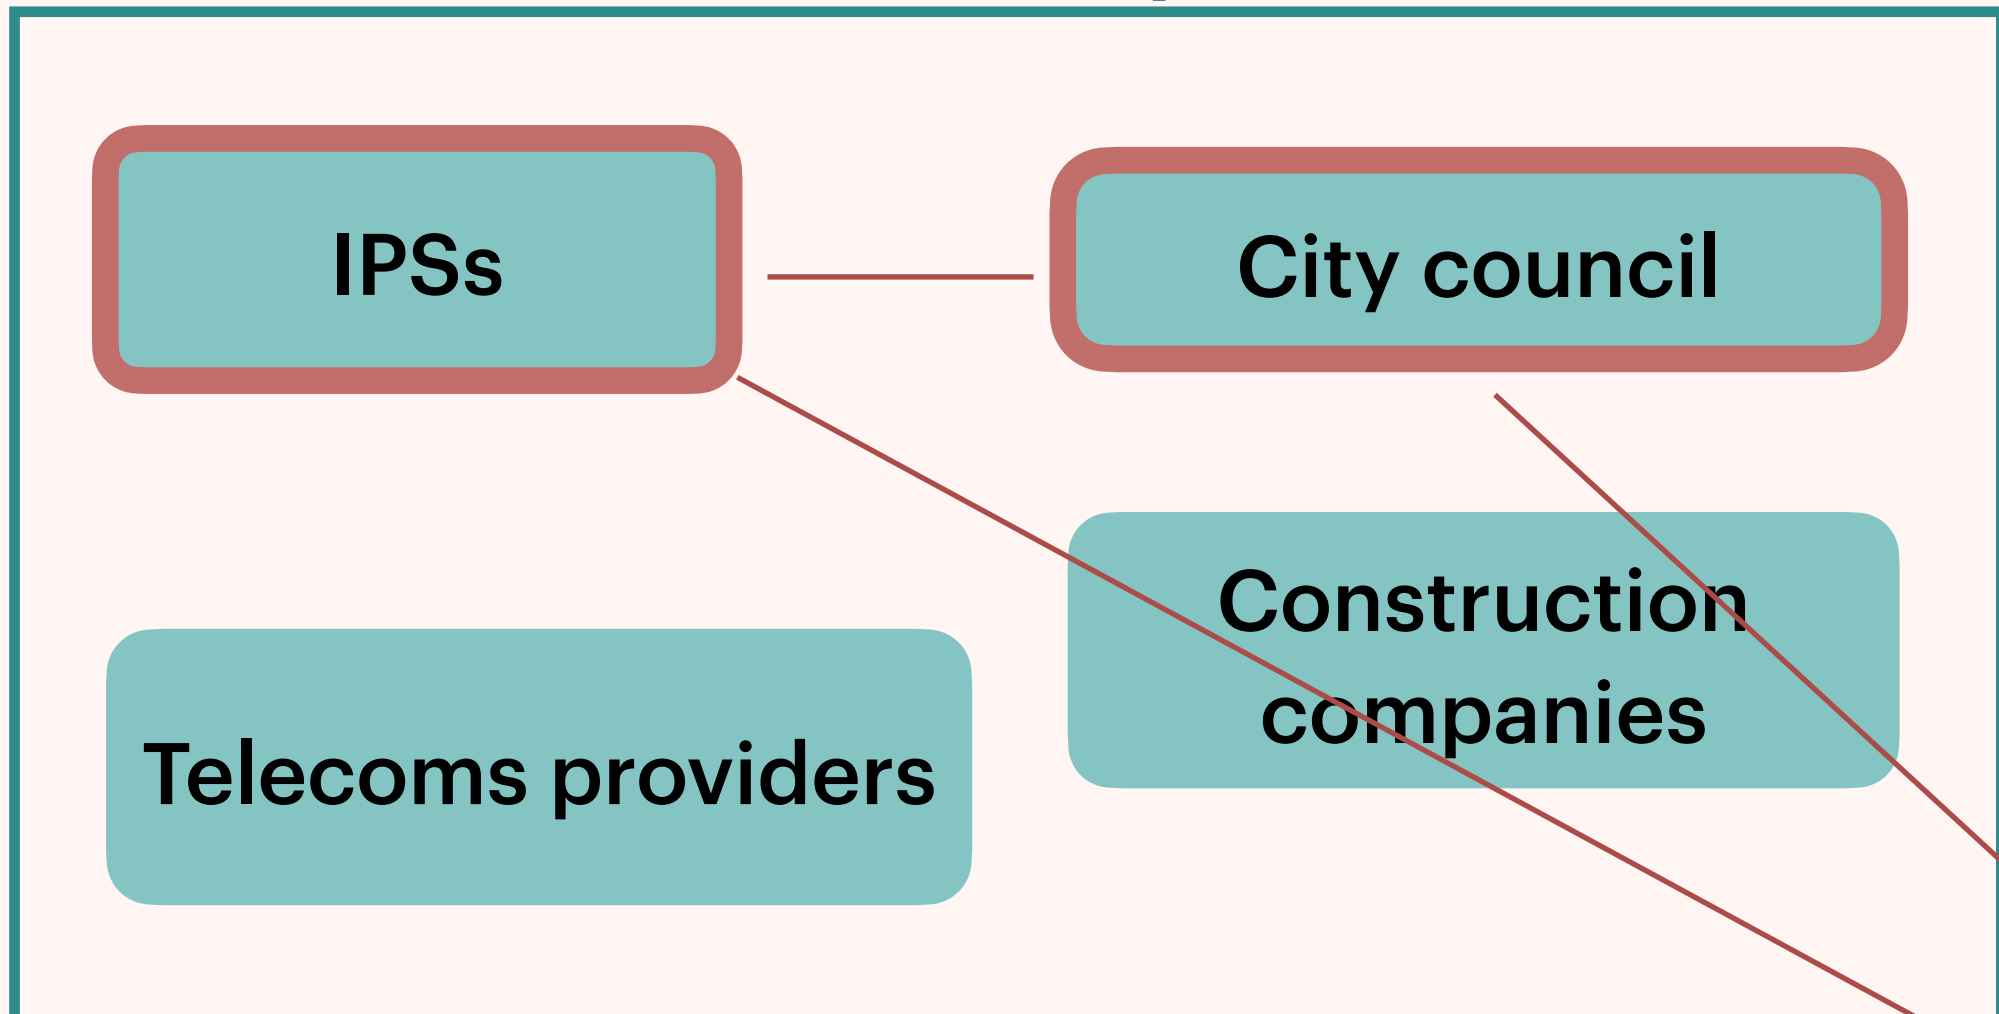 IPSs
City council
Construction
companies
Telecoms providers